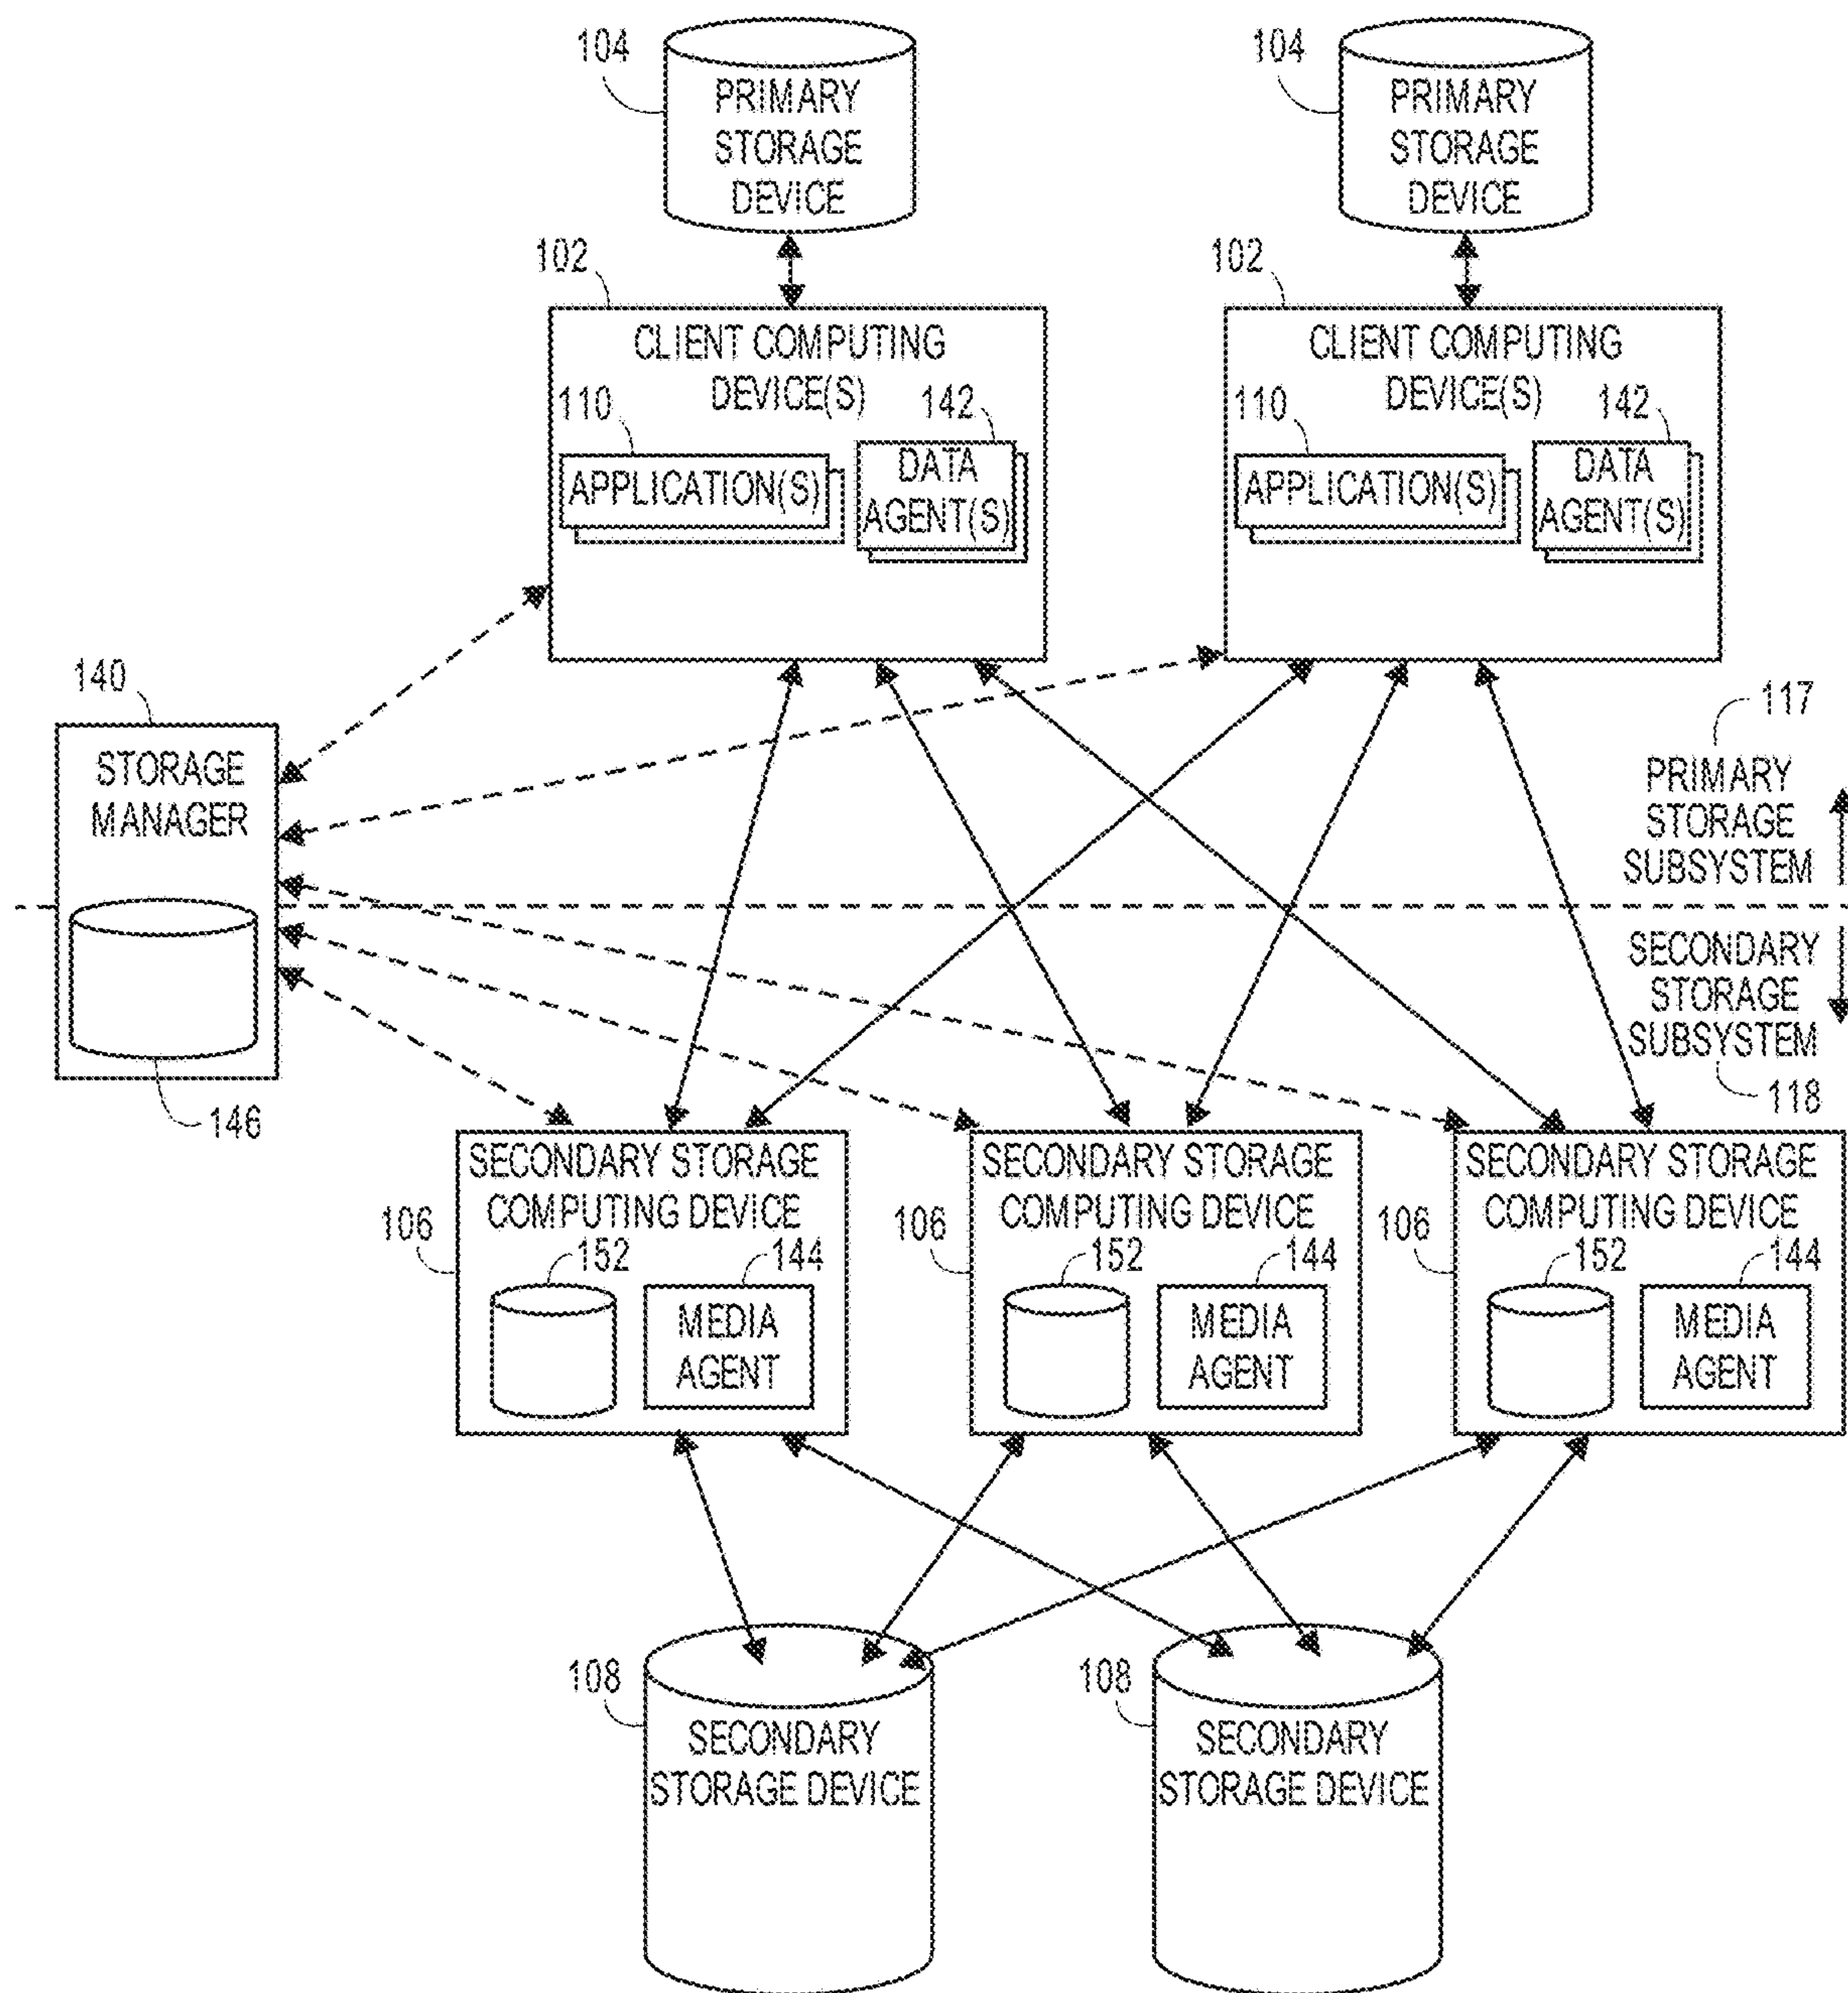 104
PRIMARY
STORAGE
DEVICE
104
PRIMARY
STORAGE
DEVICE
102
CLIENT COMPUTING
DEVICE(S)
110
142
APPLICATION(S)
DATA
AGENT(S)
102
CLIENT COMPUTING
DEVICE(S)
110
142
APPLICATION(S)
DATA
AGENT(S)
140
STORAGE
MANAGER
146
117
PRIMARY
STORAGE
SUBSYSTEM
SECONDARY
STORAGE
SUBSYSTEM
118
SECONDARY STORAGE
COMPUTING DEVICE
106
152
144
MEDIA
AGENT
SECONDARY STORAGE
COMPUTING DEVICE
106
152
144
MEDIA
AGENT
SECONDARY STORAGE
COMPUTING DEVICE
106
152
144
MEDIA
AGENT
108
SECONDARY
STORAGE DEVICE
108
SECONDARY
STORAGE DEVICE